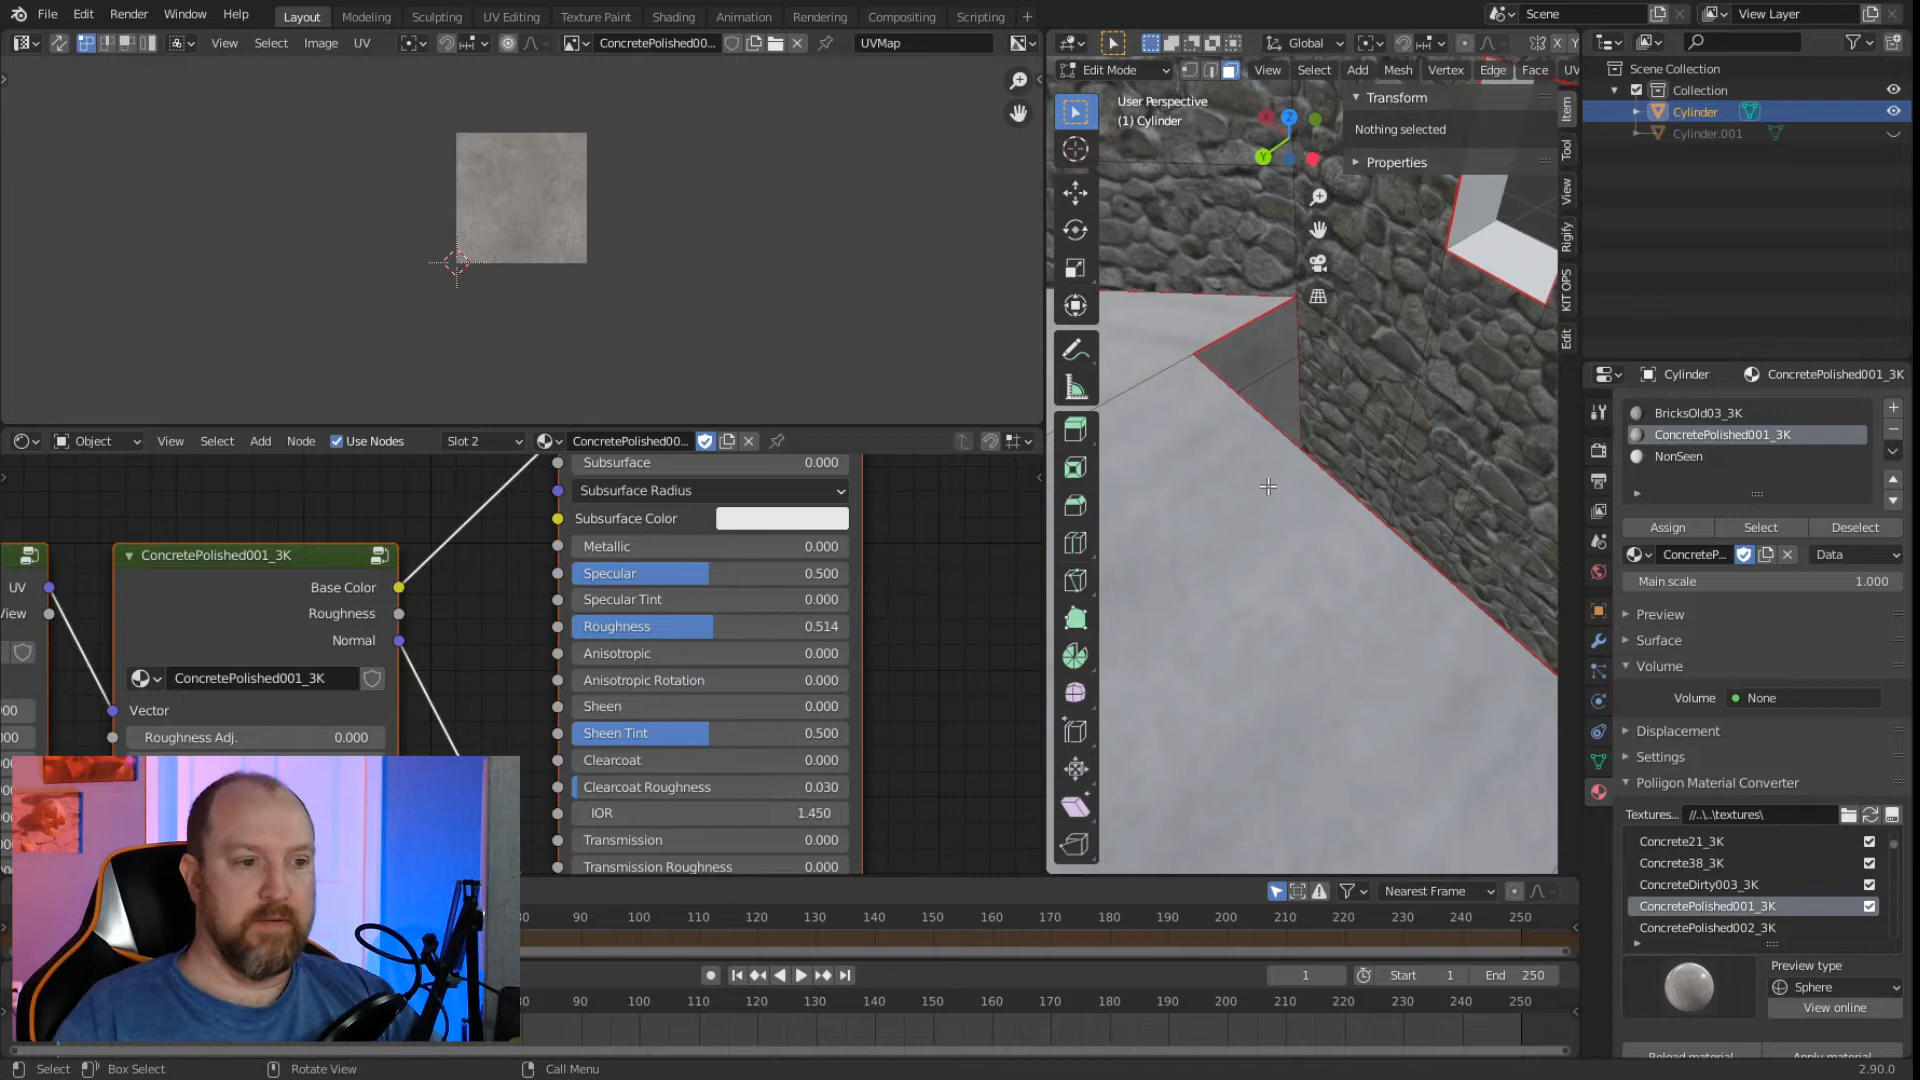 File Edit Render Window Help Layout Modeling Sculpting UV Editing Texture Paint Shading Animation Rendering Compositing Scripting + Scene View Layer
View Select Image UV ConcretePolished00... UVMap Global X Y
Edit Mode View Select Add Mesh Vertex Edge Face UV
Scene Collection
Collection
Cylinder
Cylinder.001
User Perspective
(1) Cylinder
Transform
Nothing selected
Properties
Item
Tool
View
Rigify
KIT OPS
Edit
X
Y
Z
Cylinder ConcretePolished001_3K
BricksOld03_3K
ConcretePolished001_3K
NonSeen
Assign Select Deselect
ConcreteP... Data
Main scale 1.000
Preview
Surface
Volume
Volume None
Displacement
Settings
Poliigon Material Converter
Textures... //..\..\textures\
Concrete21_3K
Concrete38_3K
ConcreteDirty003_3K
ConcretePolished001_3K
ConcretePolished002_3K
Preview type
Sphere
View online
Reload material Apply material
Object View Select Add Node Use Nodes Slot 2 ConcretePolished00...
Subsurface 0.000
Subsurface Radius
Subsurface Color
Metallic 0.000
Specular 0.500
Specular Tint 0.000
Roughness 0.514
Anisotropic 0.000
Anisotropic Rotation 0.000
Sheen 0.000
Sheen Tint 0.500
Clearcoat 0.000
Clearcoat Roughness 0.030
IOR 1.450
Transmission 0.000
Transmission Roughness 0.000
UV
View
00
00
ConcretePolished001_3K
Base Color
Roughness
Normal
ConcretePolished001_3K
Vector
Roughness Adj. 0.000
Nearest Frame
80 90 100 110 120 130 140 150 160 170 180 190 200 210 220 230 240 250
1 Start 1 End 250
80 90 100 110 120 130 140 150 160 170 180 190 200 210 220 230 240 250
Select Box Select Rotate View Call Menu 2.90.0